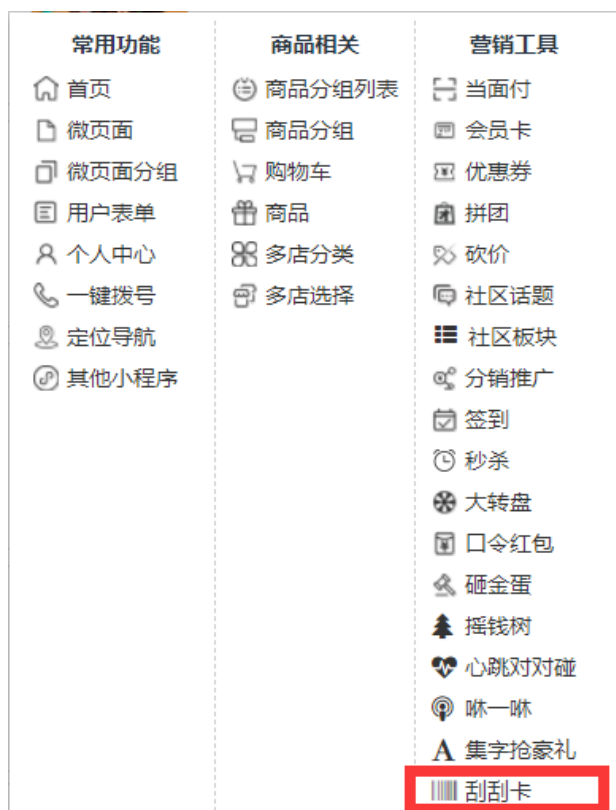 常用功能
首页
微页面
微页面分组
用户表单
个人中心
一键拨号
定位导航
其他小程序
商品相关
商品分组列表
商品分组
购物车
商品
多店分类
多店选择
营销工具
当面付
会员卡
优惠券
拼团
砍价
社区话题
社区板块
分销推广
签到
秒杀
大转盘
口令红包
砸金蛋
摇钱树
心跳对对碰
咻一咻
集字抢豪礼
刮刮卡